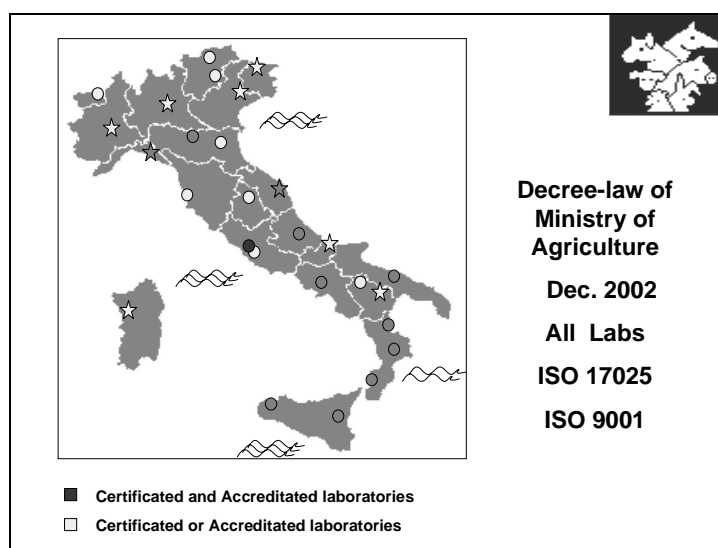 Decree-law of
Ministry of
Agriculture
Dec. 2002
All Labs
ISO 17025
ISO 9001
Certificated and Accreditated laboratories
Certificated or Accreditated laboratories